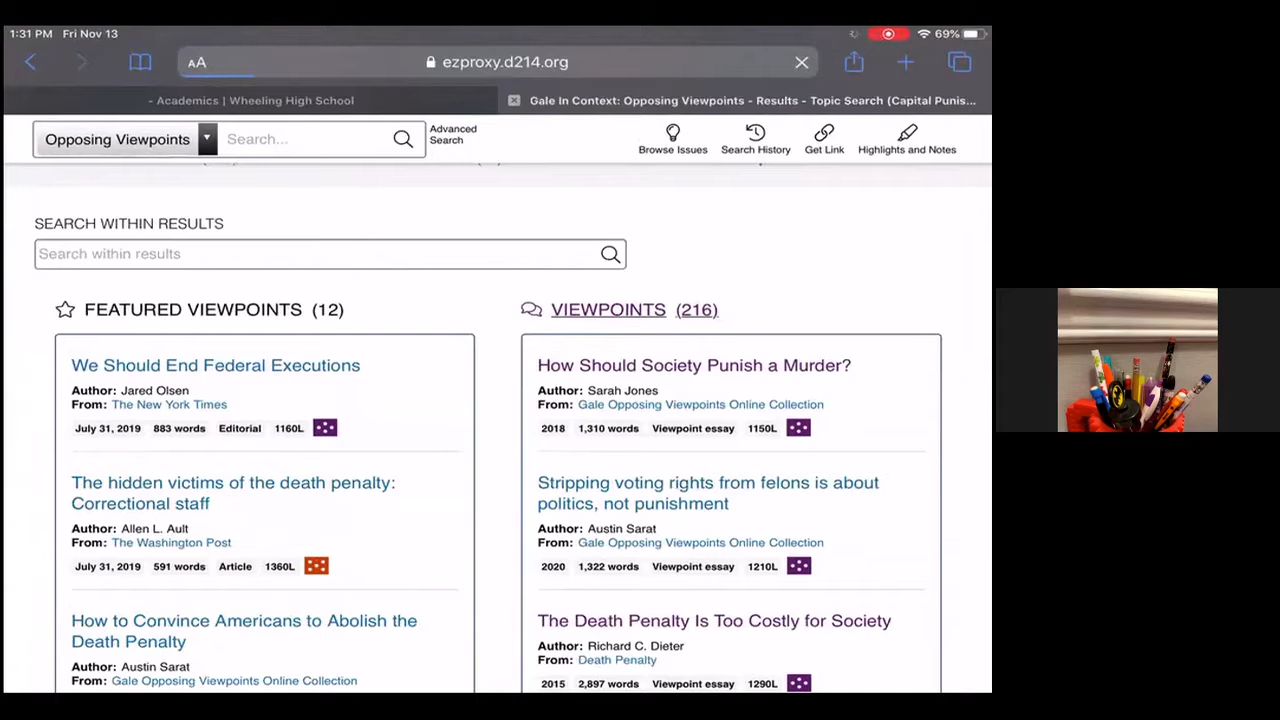 1:31 PM Fri Nov 13
69%
AA
ezproxy.d214.org
- Academics | Wheeling High School
Gale In Context: Opposing Viewpoints - Results - Topic Search (Capital Punis...
Opposing Viewpoints
Search...
Advanced
Search
Browse Issues
Search History
Get Link
Highlights and Notes
SEARCH WITHIN RESULTS
Search within results
FEATURED VIEWPOINTS (12)
We Should End Federal Executions
Author: Jared Olsen
From: The New York Times
July 31, 2019 883 words Editorial 1160L
The hidden victims of the death penalty:
Correctional staff
Author: Allen L. Ault
From: The Washington Post
July 31, 2019 591 words Article 1360L
How to Convince Americans to Abolish the
Death Penalty
Author: Austin Sarat
From: Gale Opposing Viewpoints Online Collection
VIEWPOINTS (216)
How Should Society Punish a Murder?
Author: Sarah Jones
From: Gale Opposing Viewpoints Online Collection
2018 1,310 words Viewpoint essay 1150L
Stripping voting rights from felons is about
politics, not punishment
Author: Austin Sarat
From: Gale Opposing Viewpoints Online Collection
2020 1,322 words Viewpoint essay 1210L
The Death Penalty Is Too Costly for Society
Author: Richard C. Dieter
From: Death Penalty
2015 2,897 words Viewpoint essay 1290L